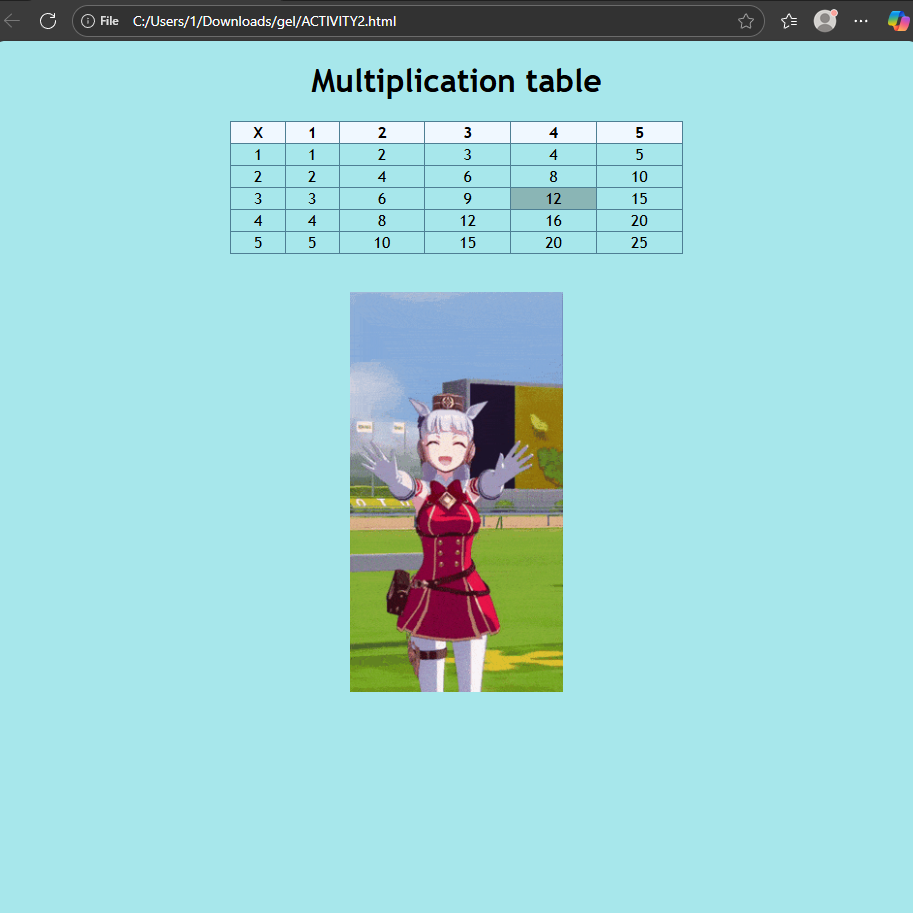 File C:/Users/1/Downloads/gel/ACTIVITY2.html
Multiplication table
X 1 2 3 4 5
1 1 2 3 4 5
2 2 4 6 8 10
3 3 6 9 12 15
4 4 8 12 16 20
5 5 10 15 20 25